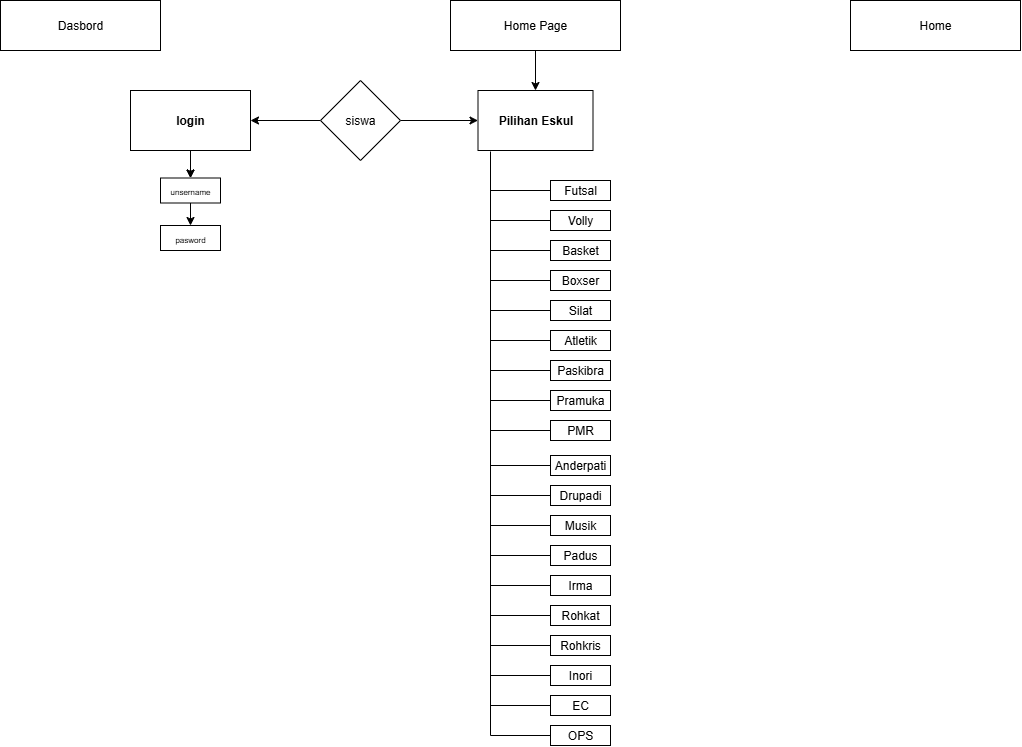 Dasbord
Home Page
Home
login
siswa
Pilihan Eskul
unsername
pasword
Futsal
Volly
Basket
Boxser
Silat
Atletik
Paskibra
Pramuka
PMR
Anderpati
Drupadi
Musik
Padus
Irma
Rohkat
Rohkris
Inori
EC
OPS